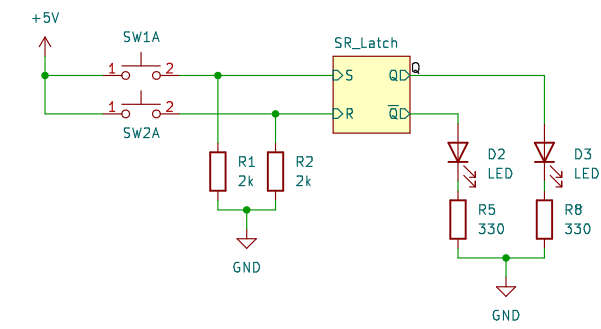 +5V
SW1A
1
2
1
2
SW2A
SR_Latch
S
Q
Q
R
Q̅
R1
2k
R2
2k
GND
D2
LED
D3
LED
R5
330
R8
330
GND